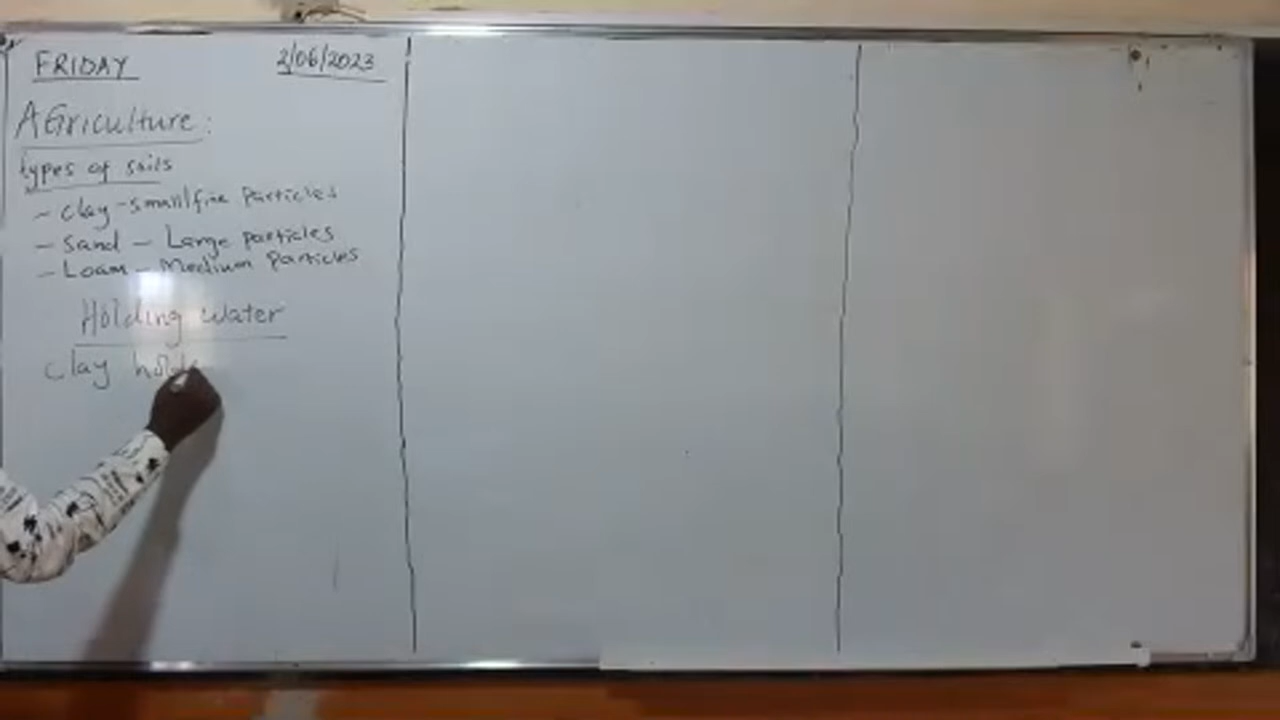 FRIDAY 2/06/2023
AGriculture:
types of soils
- clay - small/fine Particles
- Sand - Large particles
- Loam - Medium Particles
Holding water
clay holds